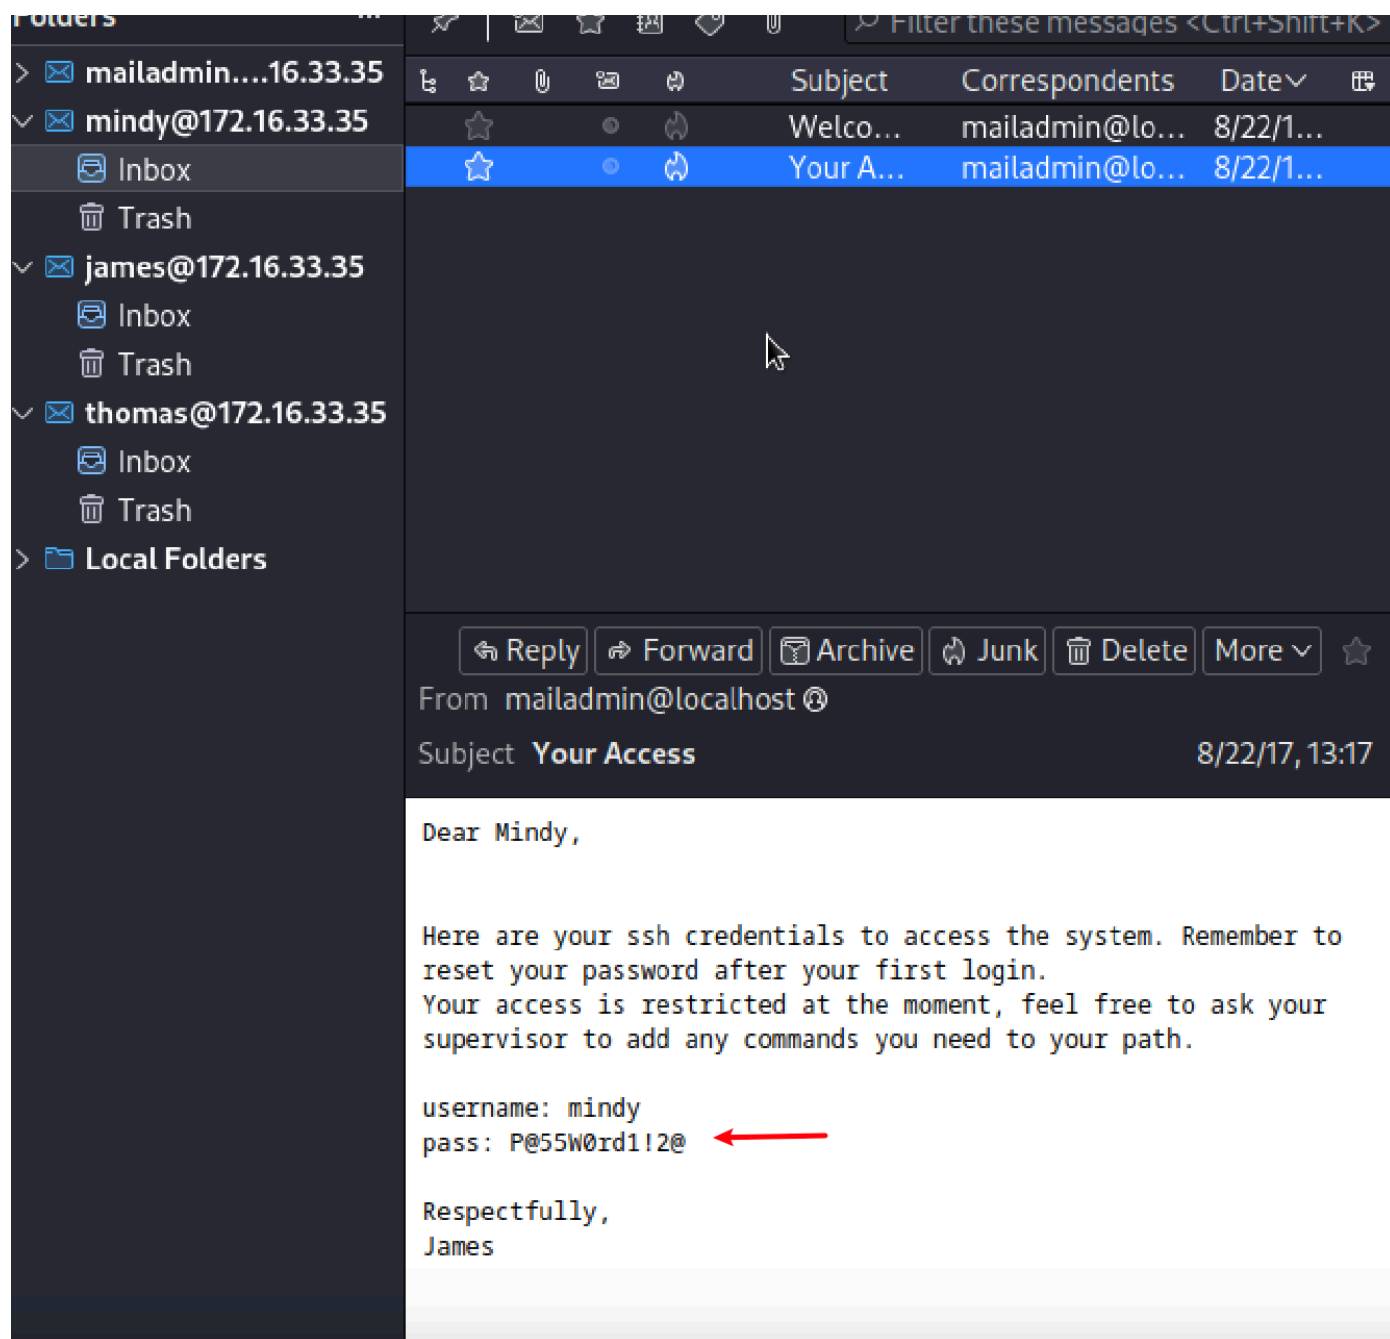 Folders
Filter these messages <Ctrl+Shift+K>
mailadmin....16.33.35
Subject Correspondents Date
mindy@172.16.33.35
Welco... mailadmin@lo... 8/22/1...
Inbox
Your A... mailadmin@lo... 8/22/1...
Trash
james@172.16.33.35
Inbox
Trash
thomas@172.16.33.35
Inbox
Trash
Local Folders
Reply Forward Archive Junk Delete More
From mailadmin@localhost
Subject Your Access 8/22/17, 13:17
Dear Mindy,
Here are your ssh credentials to access the system. Remember to
reset your password after your first login.
Your access is restricted at the moment, feel free to ask your
supervisor to add any commands you need to your path.
username: mindy
pass: P@55W0rd1!2@
Respectfully,
James